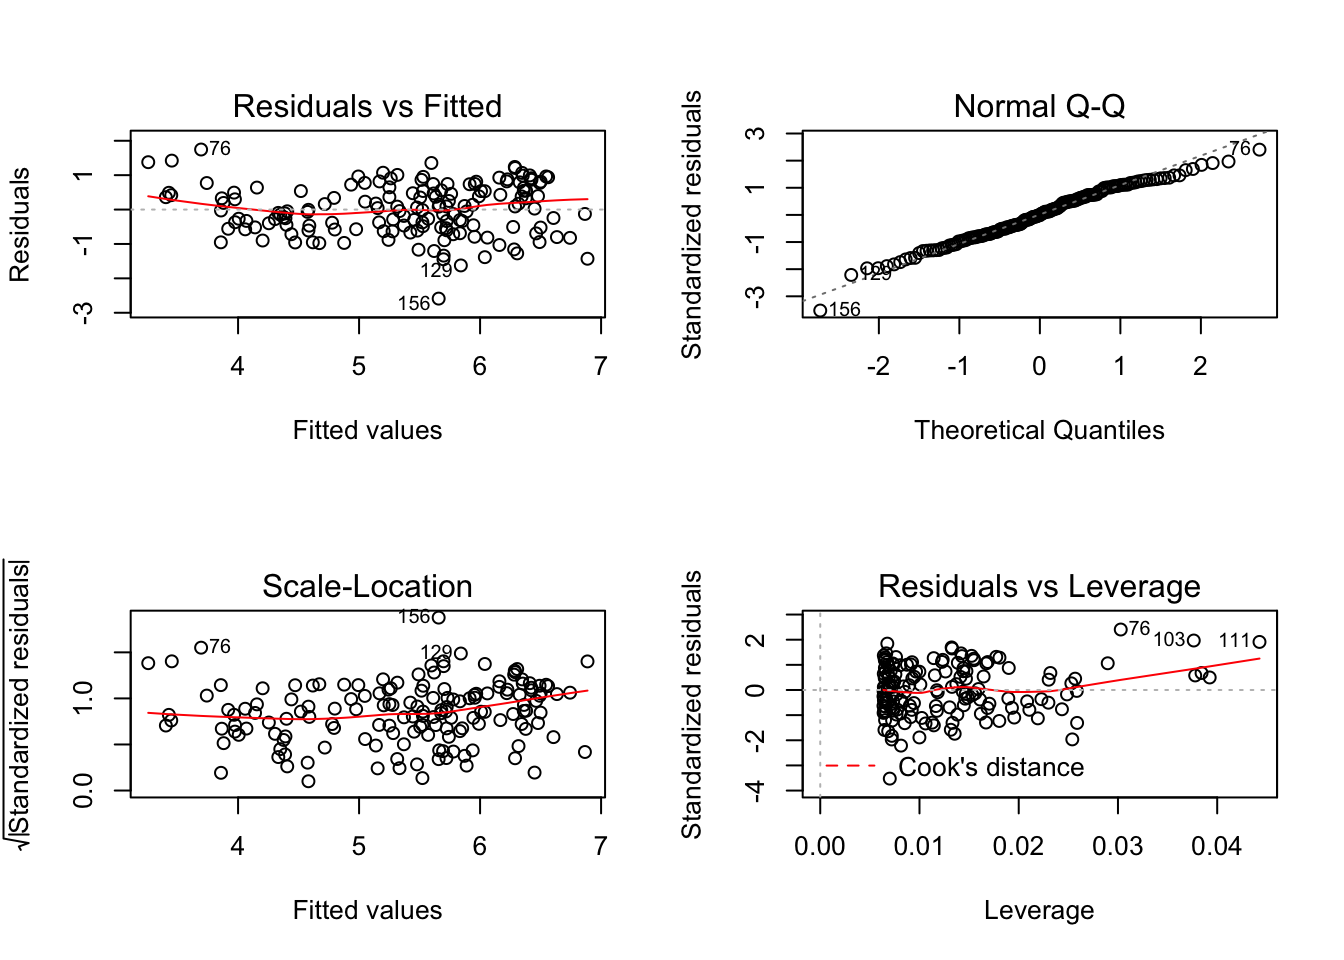 Residuals vs Fitted
Residuals
1
-1
-3
76
129
156
4 5 6 7
Fitted values
Normal Q-Q
Standardized residuals
3
1
-1
-3
76
129
156
-2 -1 0 1 2
Theoretical Quantiles
Scale-Location
√|Standardized residuals|
1.0
0.0
156
129
76
4 5 6 7
Fitted values
Residuals vs Leverage
Standardized residuals
2
0
-2
-4
76
103
111
Cook's distance
0.00 0.01 0.02 0.03 0.04
Leverage